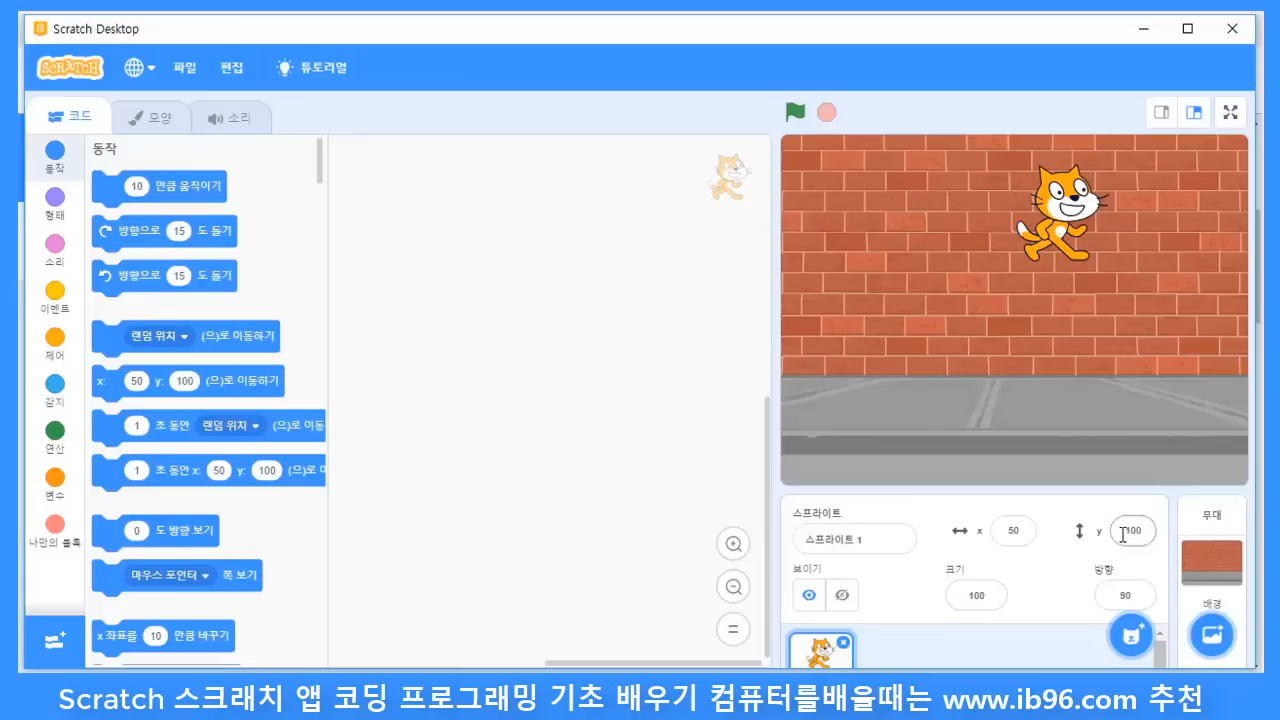 Scratch Desktop
SCRATCH 파일 편집 튜토리얼
코드 모양 소리
동작
형태
소리
이벤트
제어
감지
연산
변수
나만의 블록
동작
10 만큼 움직이기
방향으로 15 도 돌기
방향으로 15 도 돌기
랜덤 위치 (으)로 이동하기
x: 50 y: 100 (으)로 이동하기
1 초 동안 랜덤 위치 (으)로 이동
1 초 동안 x: 50 y: 100 (으)로 이
0 도 방향 보기
마우스 포인터 쪽 보기
x 좌표를 10 만큼 바꾸기
스프라이트
스프라이트 1 x 50 y 100
보이기 크기 방향
100 90
무대
배경
Scratch 스크래치 앱 코딩 프로그래밍 기초 배우기 컴퓨터를배울때는 www.ib96.com 추천